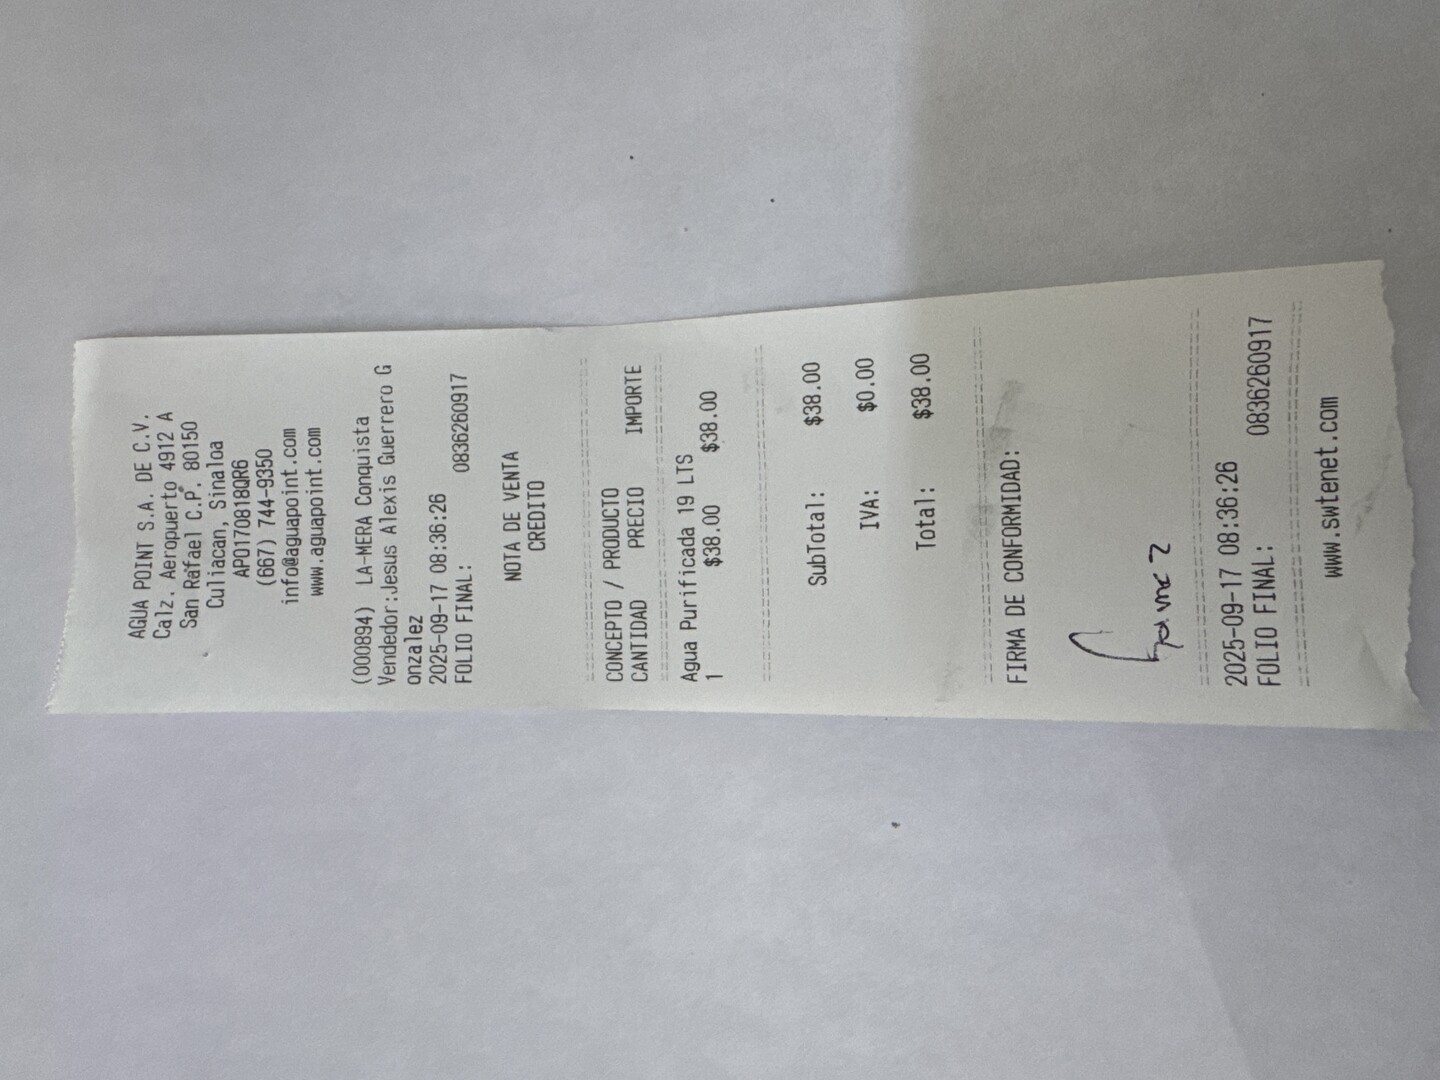 AGUA POINT S.A. DE C.V.
Calz. Aeropuerto 4912 A
San Rafael C.P. 80150
Culiacan, Sinaloa
APO170818QR6
(667) 744-9350
info@aguapoint.com
www.aguapoint.com
(000894) LA-MERA Conquista
Vendedor:Jesus Alexis Guerrero G
onzalez
2025-09-17 08:36:26
FOLIO FINAL: 0836260917
NOTA DE VENTA
CREDITO
CONCEPTO / PRODUCTO
CANTIDAD PRECIO IMPORTE
Agua Purificada 19 LTS
1 $38.00 $38.00
SubTotal: $38.00
IVA: $0.00
Total: $38.00
FIRMA DE CONFORMIDAD:
2025-09-17 08:36:26
FOLIO FINAL: 0836260917
www.swtenet.com